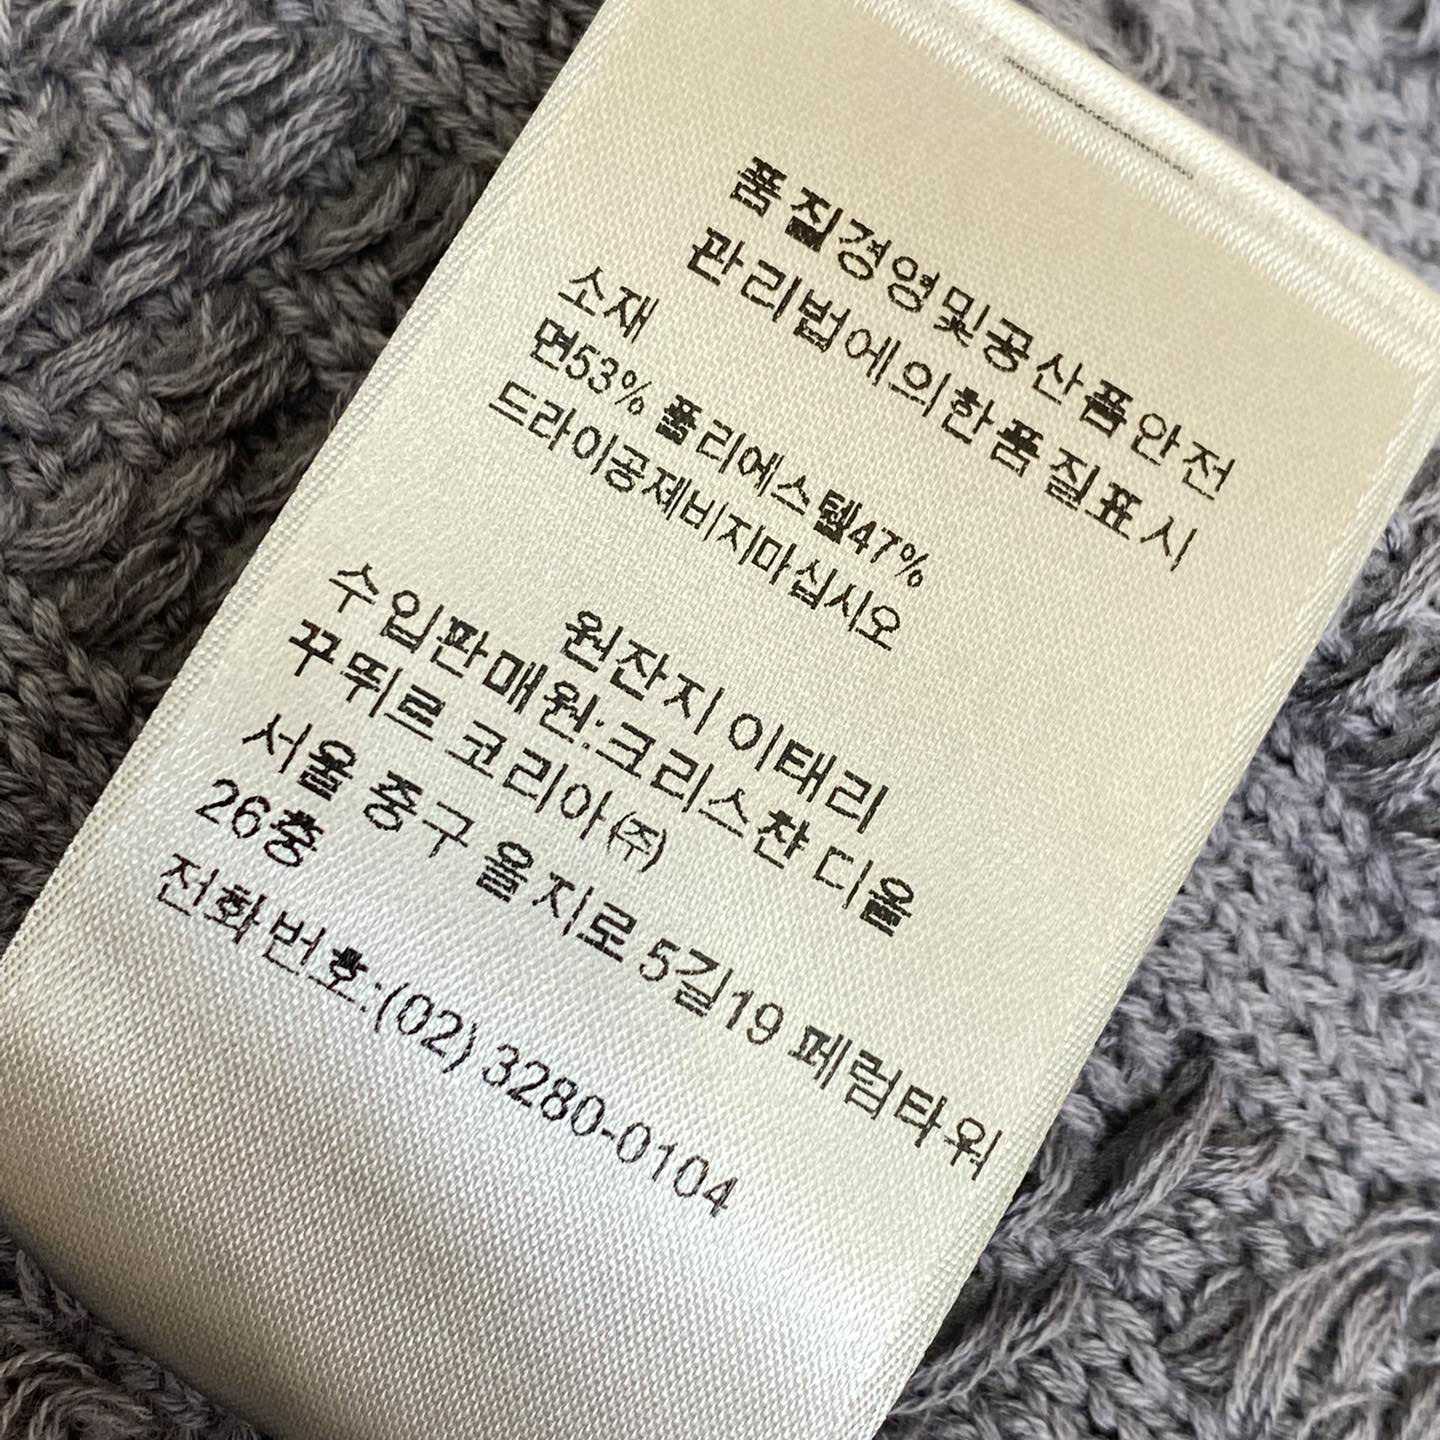 품질경영및공산품안전
관리법에의한품질표시
소재
면53% 폴리에스텔47%
드라이공제비지마십시오
원잔지 이태리
수입판매원:크리스챤 디올
꾸뛰르 코리아(주)
서울 중구 을지로 5길19 페럼타워
26층
전화번호:(02) 3280-0104